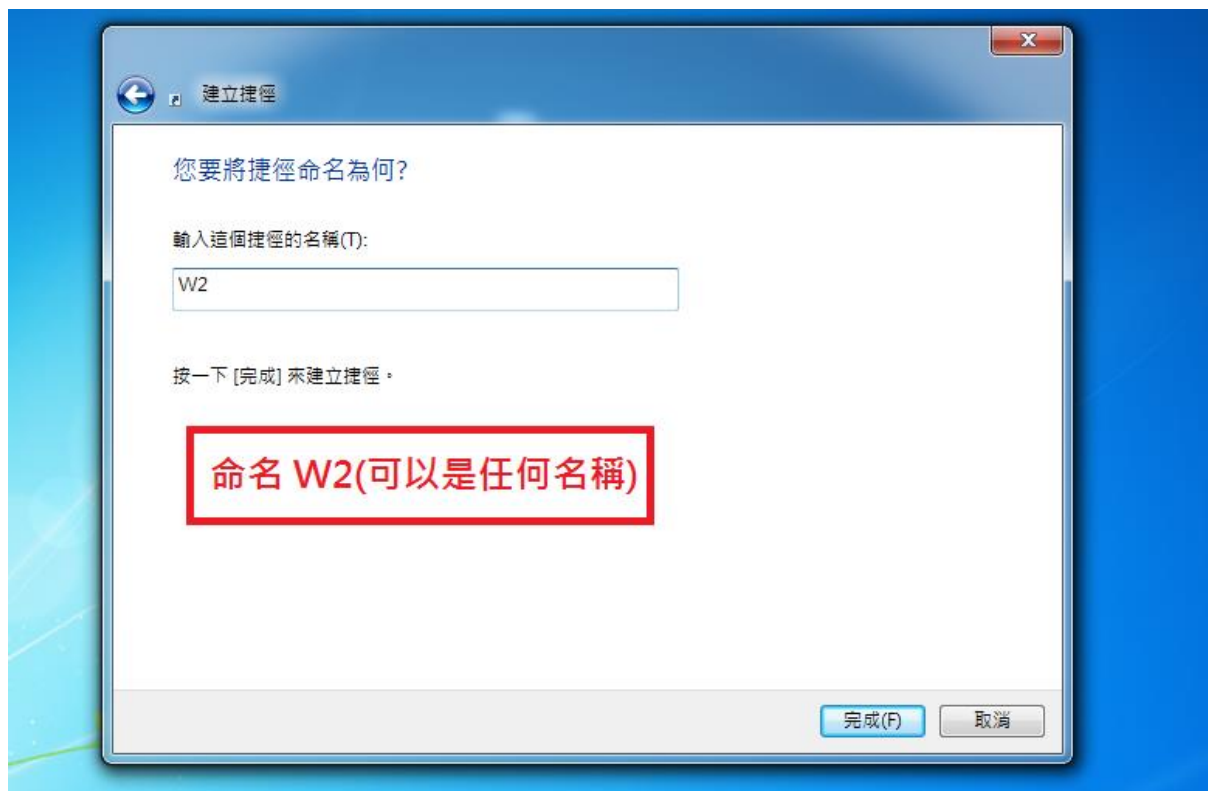 建立捷徑
您要將捷徑命名為何?
輸入這個捷徑的名稱(T):
W2
按一下 [完成] 來建立捷徑。
命名 W2(可以是任何名稱)
完成(F) 取消